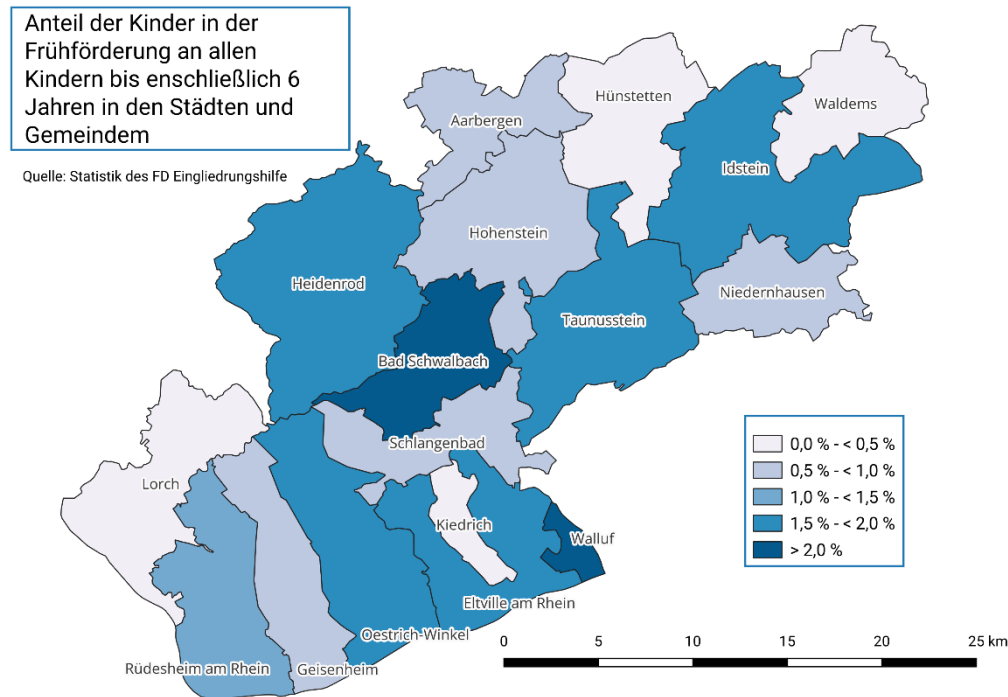 Anteil der Kinder in der
Frühförderung an allen
Kindern bis enschließlich 6
Jahren in den Städten und
Gemeindem
Quelle: Statistik des FD Eingliedrungshilfe
Hünstetten
Waldems
Aarbergen
Idstein
Hohenstein
Heidenrod
Niedernhausen
Taunusstein
Bad Schwalbach
Schlangenbad
Lorch
Kiedrich
Walluf
Eltville am Rhein
Oestrich-Winkel
Rüdesheim am Rhein
Geisenheim
0,0 % - < 0,5 %
0,5 % - < 1,0 %
1,0 % - < 1,5 %
1,5 % - < 2,0 %
> 2,0 %
0 5 10 15 20 25 km